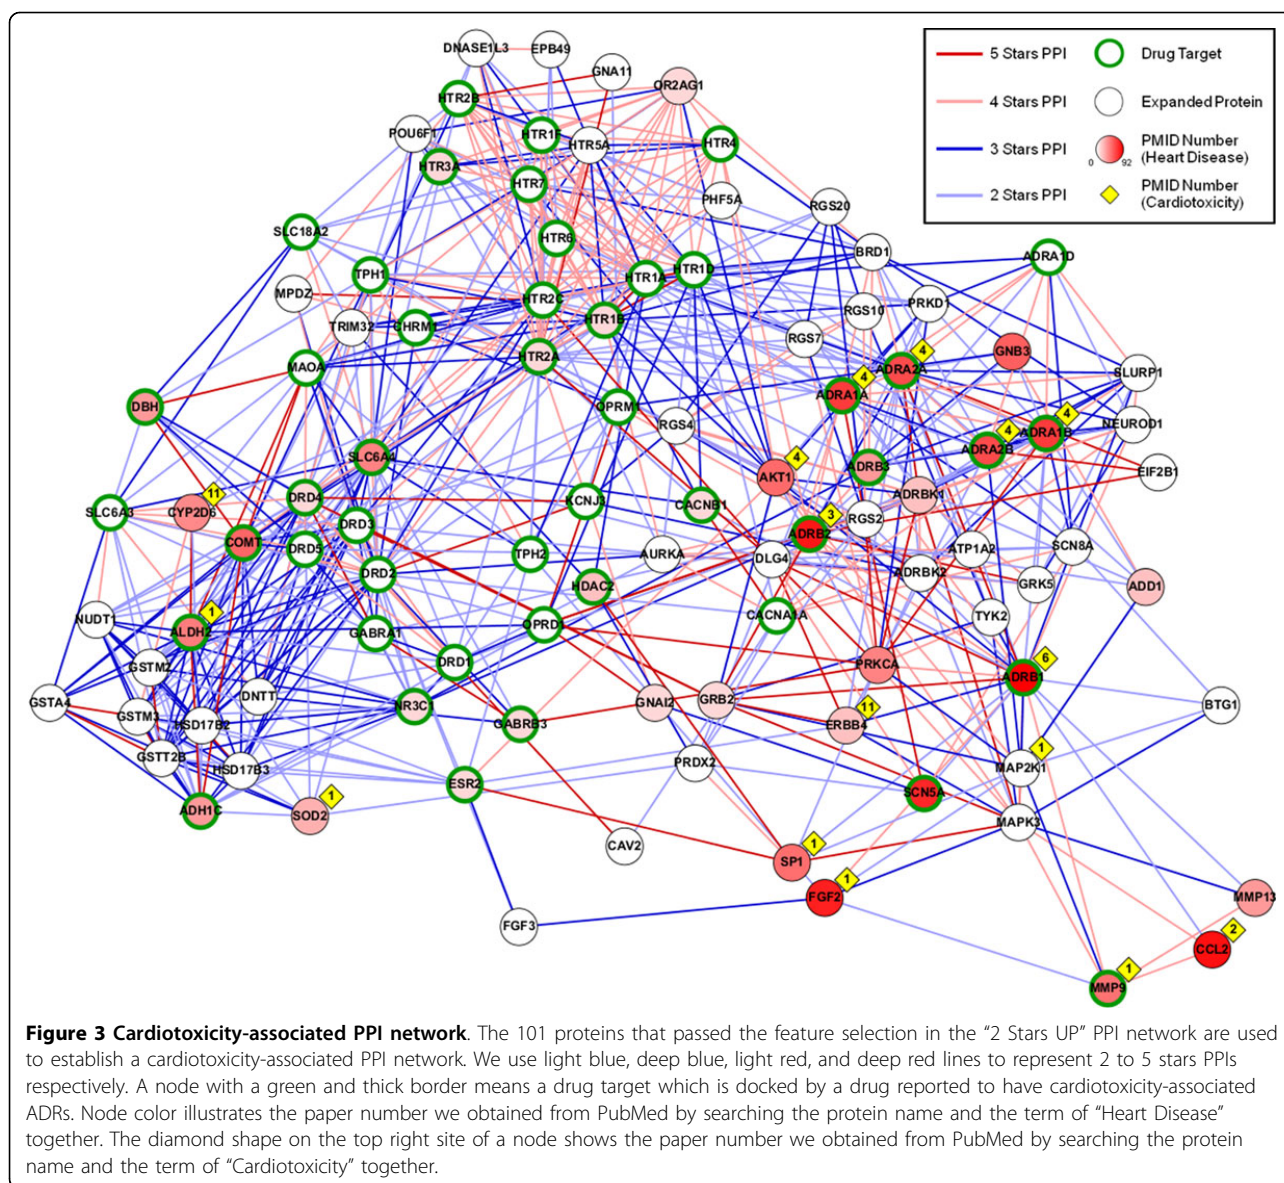 DNASE1L3
EPB49
GNA11
OR2AG1
HTR2B
POU6F1
HTR1F
HTR5A
HTR4
HTR3A
HTR7
PHF5A
RGS20
SLC18A2
HTR6
BRD1
ADRA1D
TPH1
HTR1A
HTR1D
MPDZ
HTR2C
RGS10
PRKD1
TRIM32
CHRM1
HTR1B
RGS7
GNB3
MAOA
HTR2A
4
ADRA2A
SLURP1
DBH
OPRM1
4
ADRA1A
RGS4
4
ADRA1B
NEUROD1
4
ADRA2B
SLC6A4
4
AKT1
ADRB3
EIF2B1
11
CYP2D6
SLC6A3
DRD4
KCNJ3
CACNB1
ADRBK1
DRD3
3
ADRB2
RGS2
COMT
DRD5
TPH2
AURKA
DLG4
ATP1A2
SCN8A
DRD2
HDAC2
ADRBK2
GRK5
ADD1
NUDT1
1
ALDH2
GABRA1
OPRD1
CACNA1A
TYK2
GSTM2
DRD1
PRKCA
6
ADRB1
GSTA4
DNTT
GSTM3
HSD17B2
NR3C1
GABRB3
GNAI2
GRB2
11
ERBB4
BTG1
GSTT2B
HSD17B3
ESR2
PRDX2
1
MAP2K1
ADH1C
1
SOD2
SCN5A
CAV2
MAPK3
1
SP1
1
FGF2
MMP13
FGF3
2
CCL2
1
MMP9
5 Stars PPI
Drug Target
4 Stars PPI
Expanded Protein
3 Stars PPI
0 92
PMID Number
(Heart Disease)
2 Stars PPI
PMID Number
(Cardiotoxicity)
Figure 3 Cardiotoxicity-associated PPI network. The 101 proteins that passed the feature selection in the “2 Stars UP” PPI network are used
to establish a cardiotoxicity-associated PPI network. We use light blue, deep blue, light red, and deep red lines to represent 2 to 5 stars PPIs
respectively. A node with a green and thick border means a drug target which is docked by a drug reported to have cardiotoxicity-associated
ADRs. Node color illustrates the paper number we obtained from PubMed by searching the protein name and the term of “Heart Disease”
together. The diamond shape on the top right site of a node shows the paper number we obtained from PubMed by searching the protein
name and the term of “Cardiotoxicity” together.